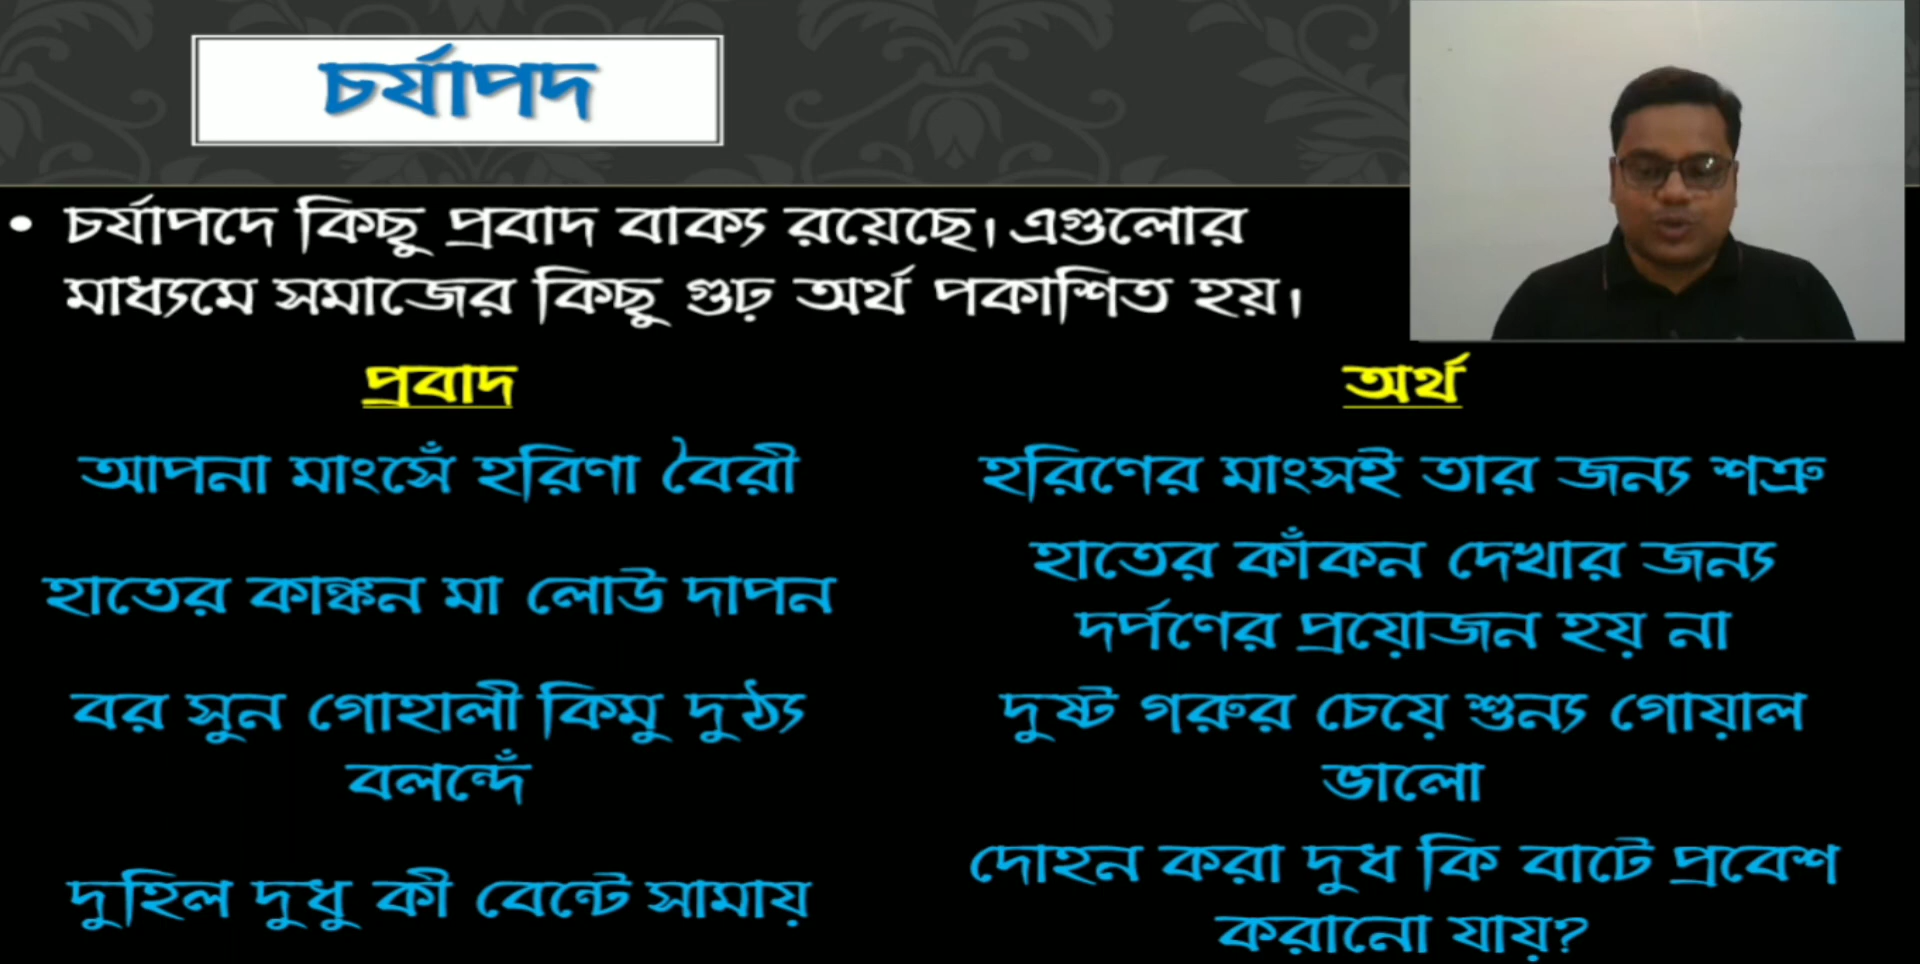 চর্যাপদ
• চর্যাপদে কিছু প্রবাদ বাক্য রয়েছে। এগুলোর
মাধ্যমে সমাজের কিছু গুঢ় অর্থ পকাশিত হয়।
প্রবাদ
অর্থ
আপনা মাংসেঁ হরিণা বৈরী
হরিণের মাংসই তার জন্য শত্রু
হাতের কাঙ্কন মা লোউ দাপন
হাতের কাঁকন দেখার জন্য
দর্পণের প্রয়োজন হয় না
বর সুন গোহালী কিমু দুঠ্য
বলন্দেঁ
দুষ্ট গরুর চেয়ে শুন্য গোয়াল
ভালো
দুহিল দুধু কী বেন্টে সামায়
দোহন করা দুধ কি বাটে প্রবেশ
করানো যায়?